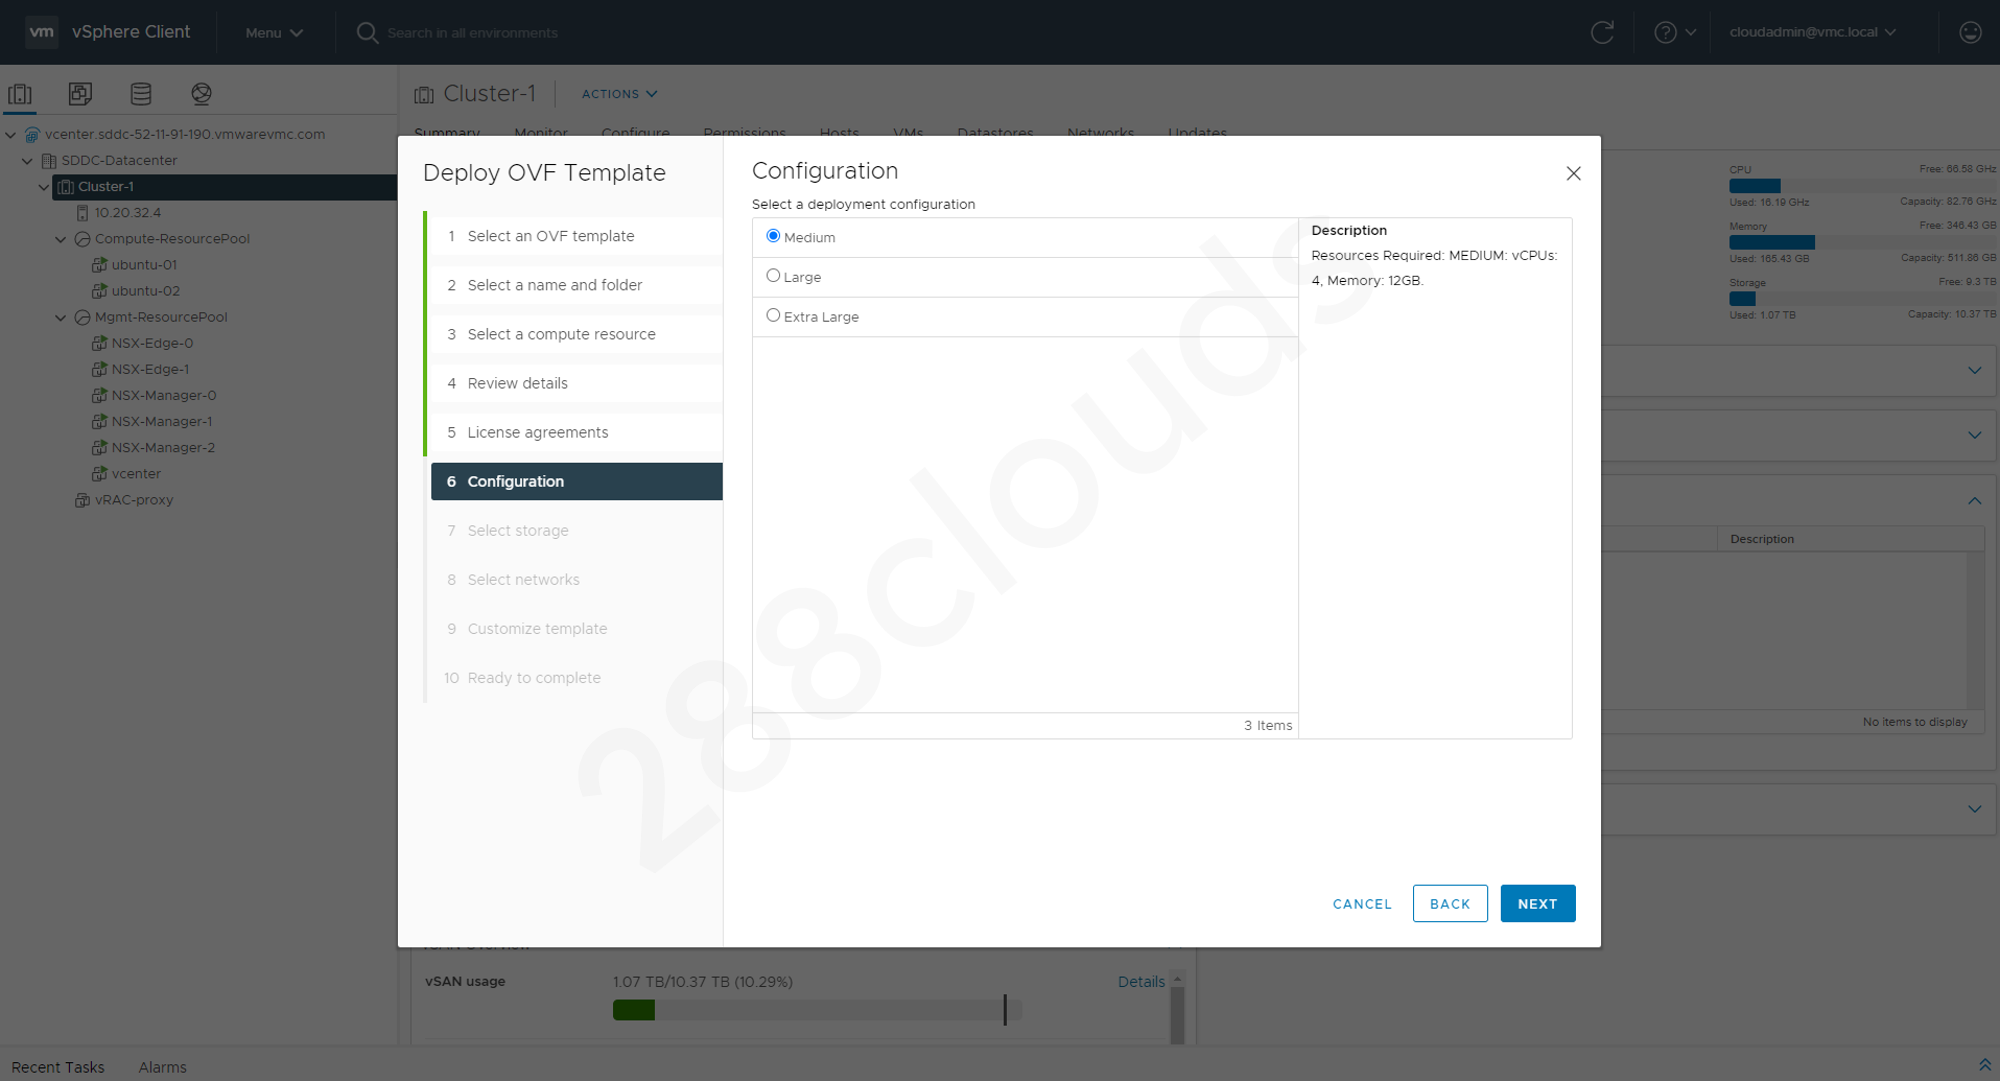 vm vSphere Client
Menu
Search in all environments
cloudadmin@vmc.local
vcenter.sddc-52-11-91-190.vmwarevmc.com
SDDC-Datacenter
Cluster-1
10.20.32.4
Compute-ResourcePool
ubuntu-01
ubuntu-02
Mgmt-ResourcePool
NSX-Edge-0
NSX-Edge-1
NSX-Manager-0
NSX-Manager-1
NSX-Manager-2
vcenter
vRAC-proxy
Cluster-1
ACTIONS
Summary Monitor Configure Permissions Hosts VMs Datastores Networks Updates
Deploy OVF Template
1 Select an OVF template
2 Select a name and folder
3 Select a compute resource
4 Review details
5 License agreements
6 Configuration
7 Select storage
8 Select networks
9 Customize template
10 Ready to complete
Configuration
Select a deployment configuration
Medium
Large
Extra Large
3 Items
Description
Resources Required: MEDIUM: vCPUs:
4, Memory: 12GB.
CANCEL
BACK
NEXT
288clouds
CPU
Free: 66.58 GHz
Used: 16.19 GHz
Capacity: 82.76 GHz
Memory
Free: 346.43 GB
Used: 165.43 GB
Capacity: 511.86 GB
Storage
Free: 9.3 TB
Used: 1.07 TB
Capacity: 10.37 TB
Description
No items to display
vSAN Overview
vSAN usage
1.07 TB/10.37 TB (10.29%)
Details
Recent Tasks
Alarms